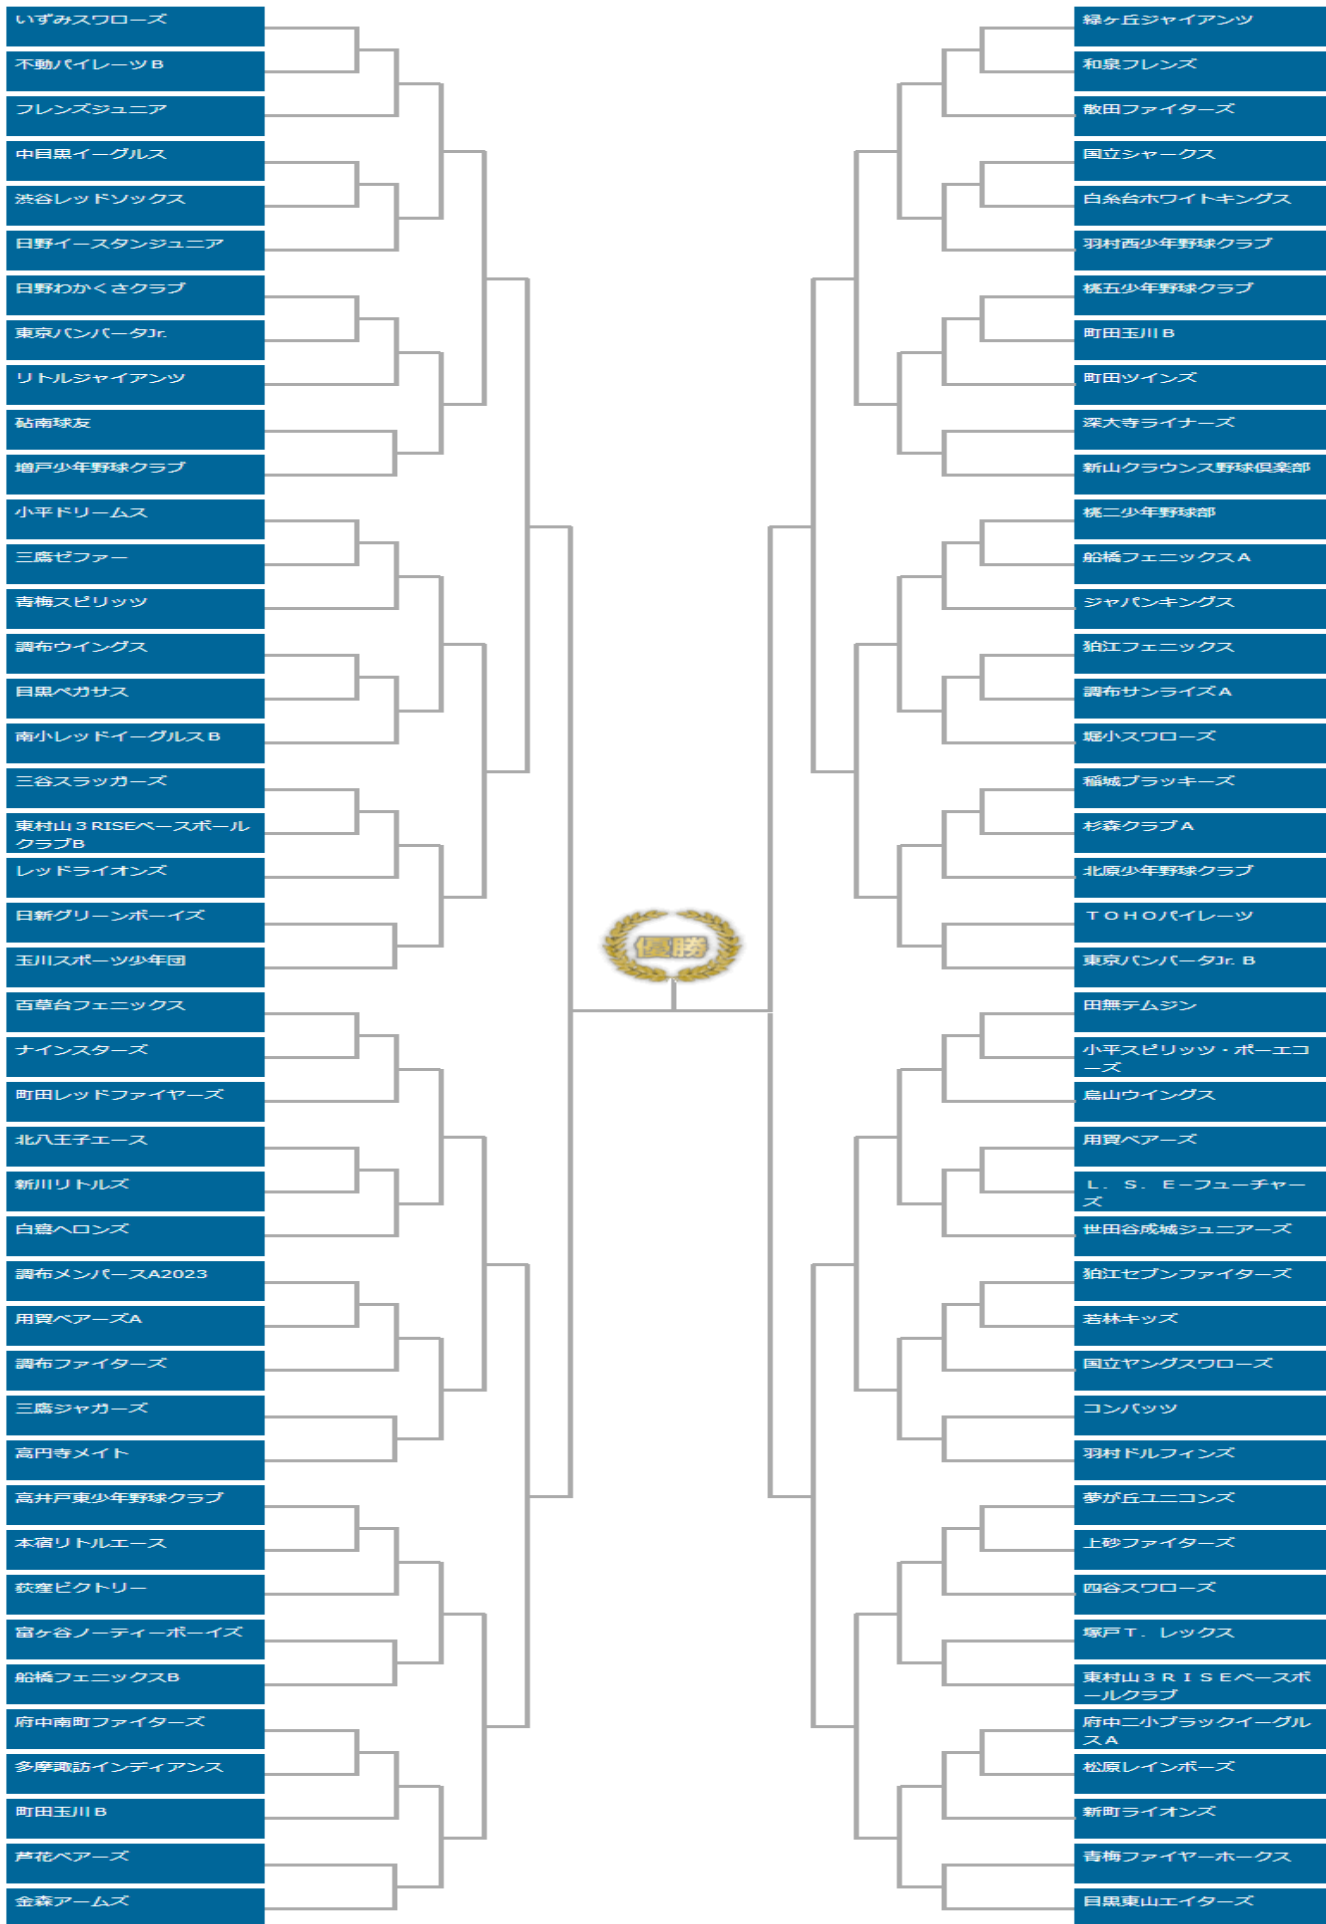 いずみスワローズ
不動パイレーツＢ
フレンズジュニア
中目黒イーグルス
渋谷レッドソックス
日野イースタンジュニア
日野わかくさクラブ
東京バンバータJr.
リトルジャイアンツ
砧南球友
増戸少年野球クラブ
小平ドリームス
三鷹ゼファー
青梅スピリッツ
調布ウイングス
目黒ペガサス
南小レッドイーグルスＢ
三谷スラッガーズ
東村山３RISEベースボール
クラブB
レッドライオンズ
日新グリーンボーイズ
玉川スポーツ少年団
百草台フェニックス
ナインスターズ
町田レッドファイヤーズ
北八王子エース
新川リトルズ
白鷺ヘロンズ
調布メンパースA2023
用賀ベアーズA
調布ファイターズ
三鷹ジャガーズ
高円寺メイト
高井戸東少年野球クラブ
本宿リトルエース
荻窪ビクトリー
富ヶ谷ノーティーボーイズ
船橋フェニックスB
府中南町ファイターズ
多摩諏訪インディアンス
町田玉川Ｂ
芦花ベアーズ
金森アームズ
優勝
緑ヶ丘ジャイアンツ
和泉フレンズ
散田ファイターズ
国立シャークス
白糸台ホワイトキングス
羽村西少年野球クラブ
桃五少年野球クラブ
町田玉川Ｂ
町田ツインズ
深大寺ライナーズ
新山クラウンス野球倶楽部
桃二少年野球部
船橋フェニックスＡ
ジャパンキングス
狛江フェニックス
調布サンライズＡ
堀小スワローズ
稲城ブラッキーズ
杉森クラブＡ
北原少年野球クラブ
ＴＯＨＯパイレーツ
東京バンバータJr. B
田無テムジン
小平スピリッツ・ポーエコ
ーズ
烏山ウイングス
用賀ベアーズ
Ｌ．Ｓ．Ｅ－フューチャー
ズ
世田谷成城ジュニアーズ
狛江セブンファイターズ
若林キッズ
国立ヤングスワローズ
コンバッツ
羽村ドルフィンズ
夢が丘ユニコンズ
上砂ファイターズ
四谷スワローズ
塚戸Ｔ．レックス
東村山３ＲＩＳＥベースボ
ールクラブ
府中二小ブラックイーグル
スＡ
松原レインボーズ
新町ライオンズ
青梅ファイヤーホークス
目黒東山エイターズ